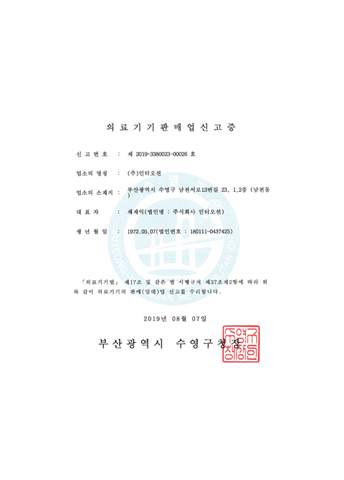 의 료 기 기 판 매 업 신 고 증
신 고 번 호 : 제 2019-3380023-00026 호
업소의 명칭 : (주)인터오션
업소의 소재지 : 부산광역시 수영구 남천서로13번길 23, 1,2층 (남천동
)
대 표 자 : 채재익(법인명 : 주식회사 인터오션)
생 년 월 일 : 1972.05.07(법인번호 : 180111-0437425)
「의료기기법」 제17조 및 같은 법 시행규칙 제37조제2항에 따라 위
와 같이 의료기기의 판매(임대)업 신고를 수리합니다.
2019년 08월 07일
부산광역시 수영구청장